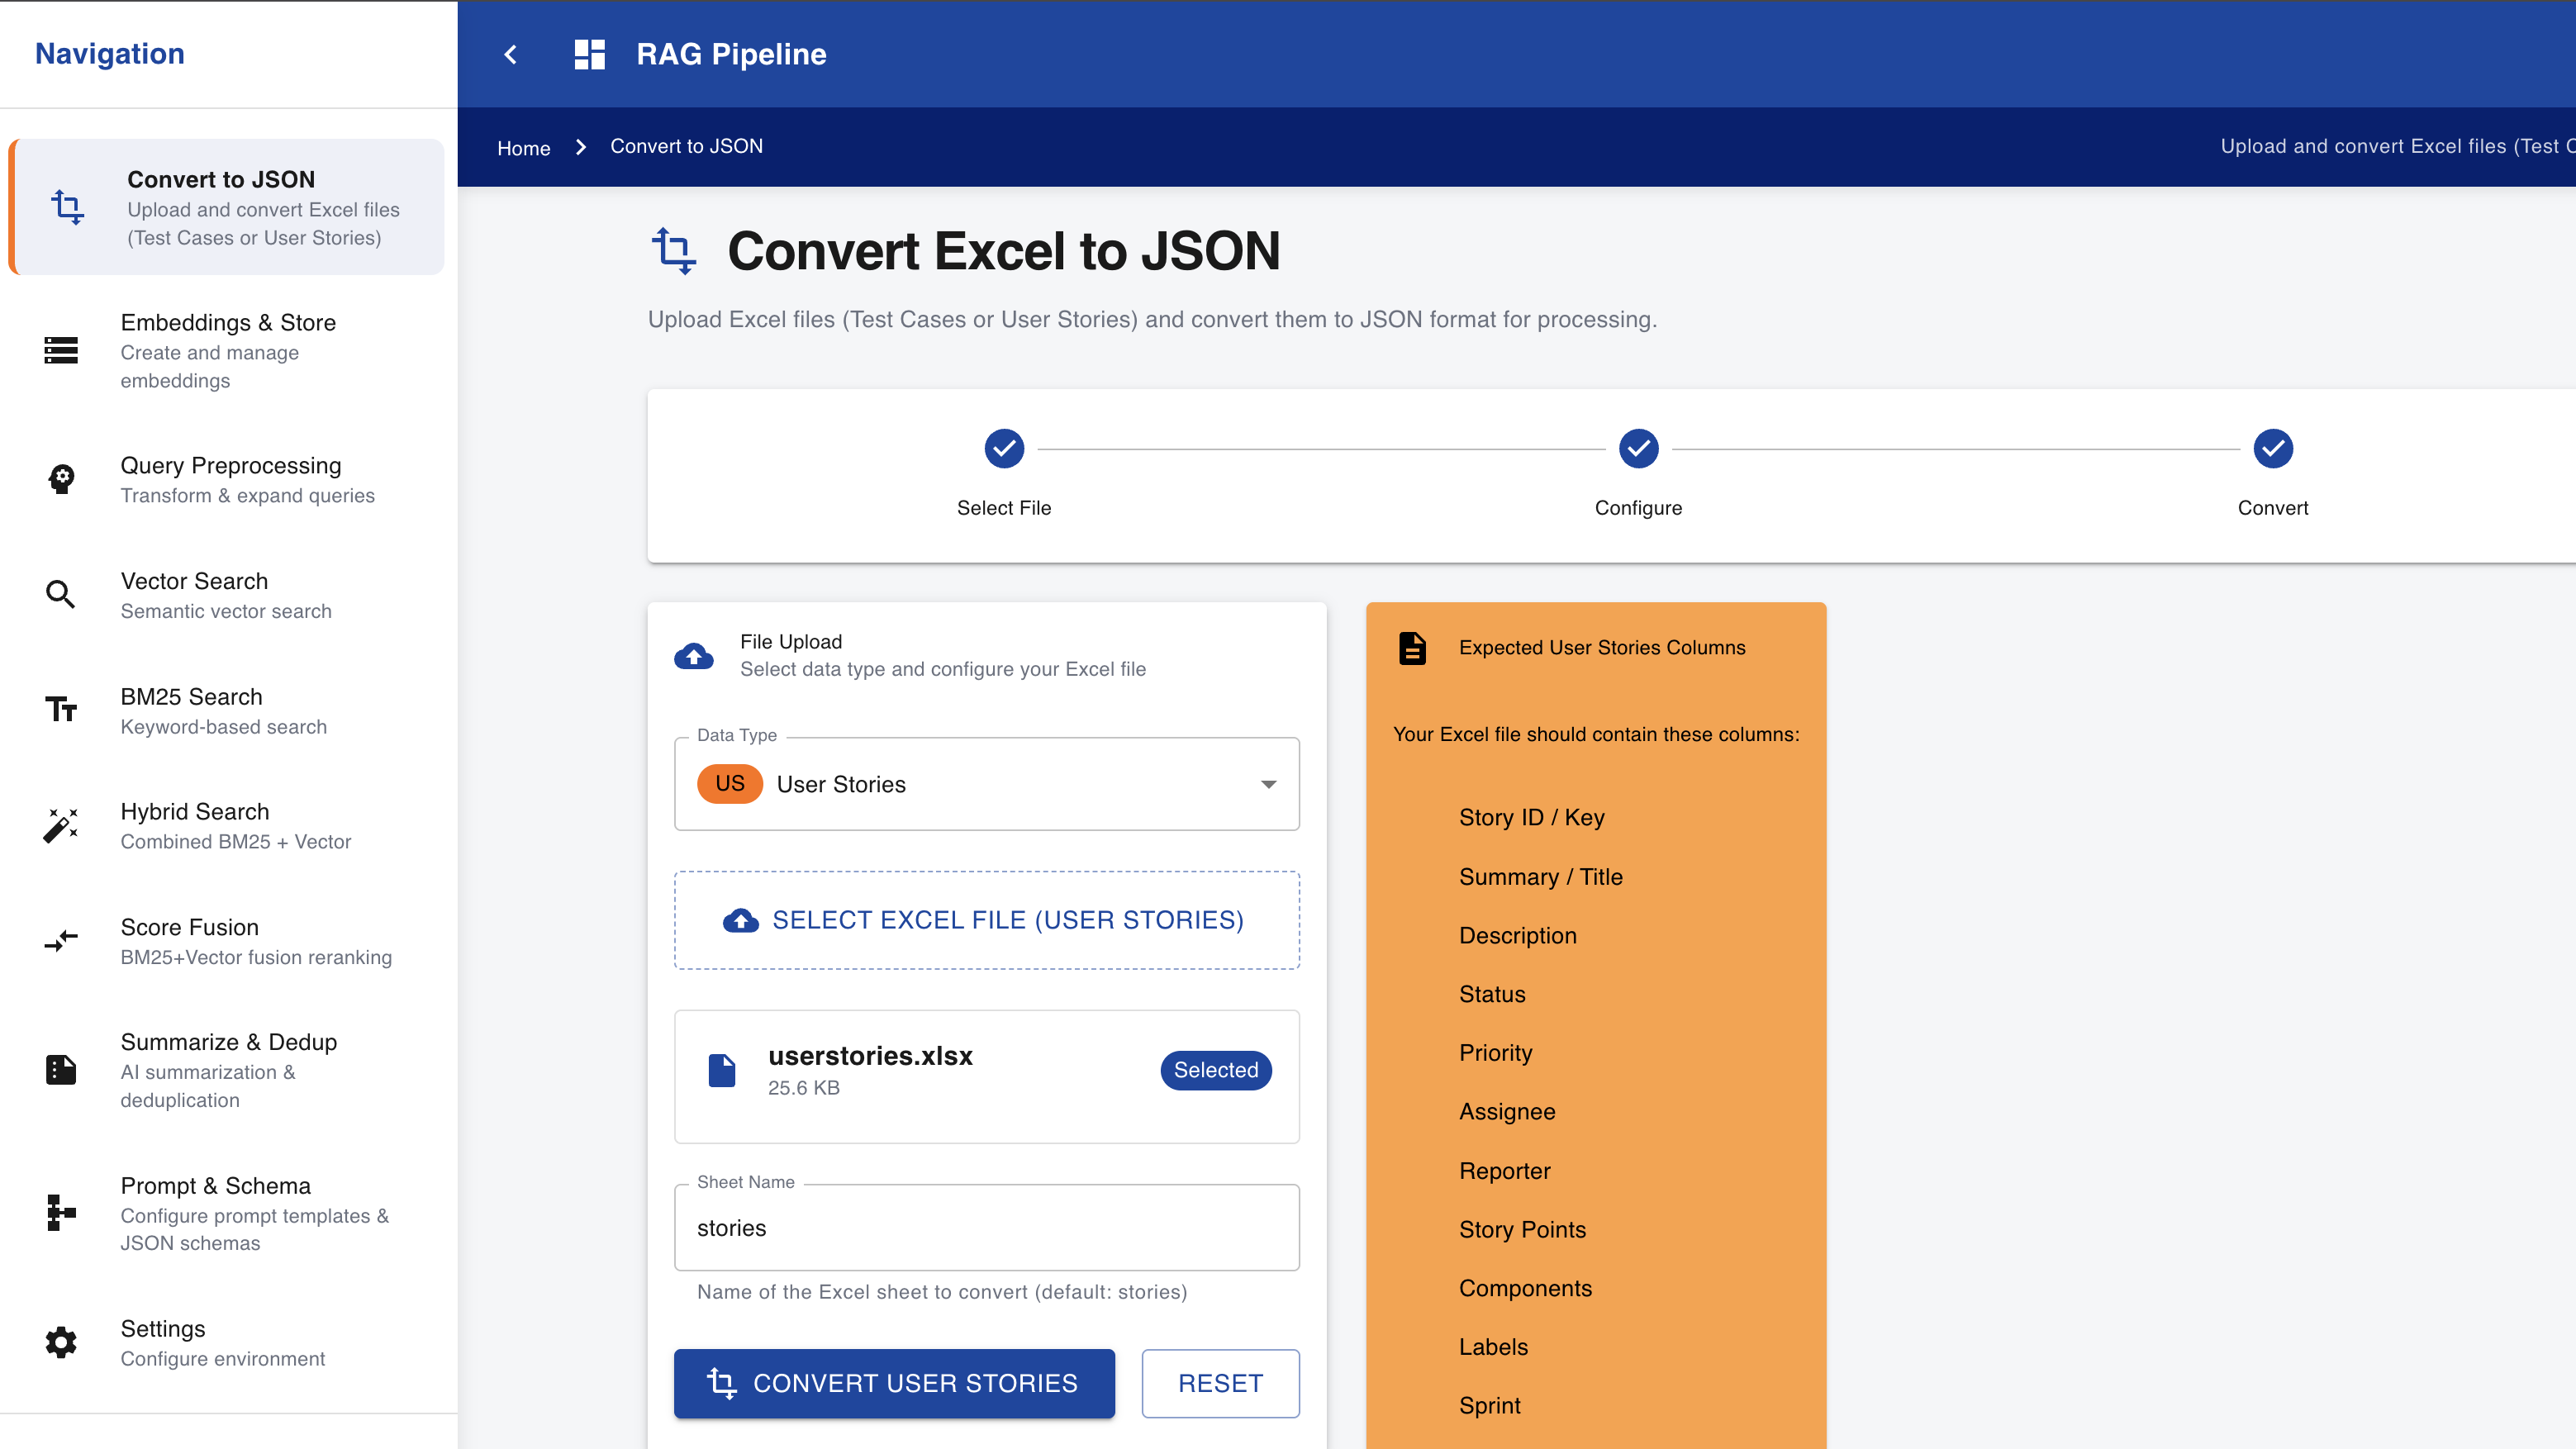 Navigation
RAG Pipeline
Home
Convert to JSON
Upload and convert Excel files (Test
Convert to JSON
Upload and convert Excel files
(Test Cases or User Stories)
Embeddings & Store
Create and manage
embeddings
Query Preprocessing
Transform & expand queries
Vector Search
Semantic vector search
BM25 Search
Keyword-based search
Hybrid Search
Combined BM25 + Vector
Score Fusion
BM25+Vector fusion reranking
Summarize & Dedup
AI summarization &
deduplication
Prompt & Schema
Configure prompt templates &
JSON schemas
Settings
Configure environment
Convert Excel to JSON
Upload Excel files (Test Cases or User Stories) and convert them to JSON format for processing.
Select File
Configure
Convert
File Upload
Select data type and configure your Excel file
Data Type
US User Stories
SELECT EXCEL FILE (USER STORIES)
userstories.xlsx
25.6 KB
Selected
Sheet Name
stories
Name of the Excel sheet to convert (default: stories)
CONVERT USER STORIES
RESET
Expected User Stories Columns
Your Excel file should contain these columns:
Story ID / Key
Summary / Title
Description
Status
Priority
Assignee
Reporter
Story Points
Components
Labels
Sprint